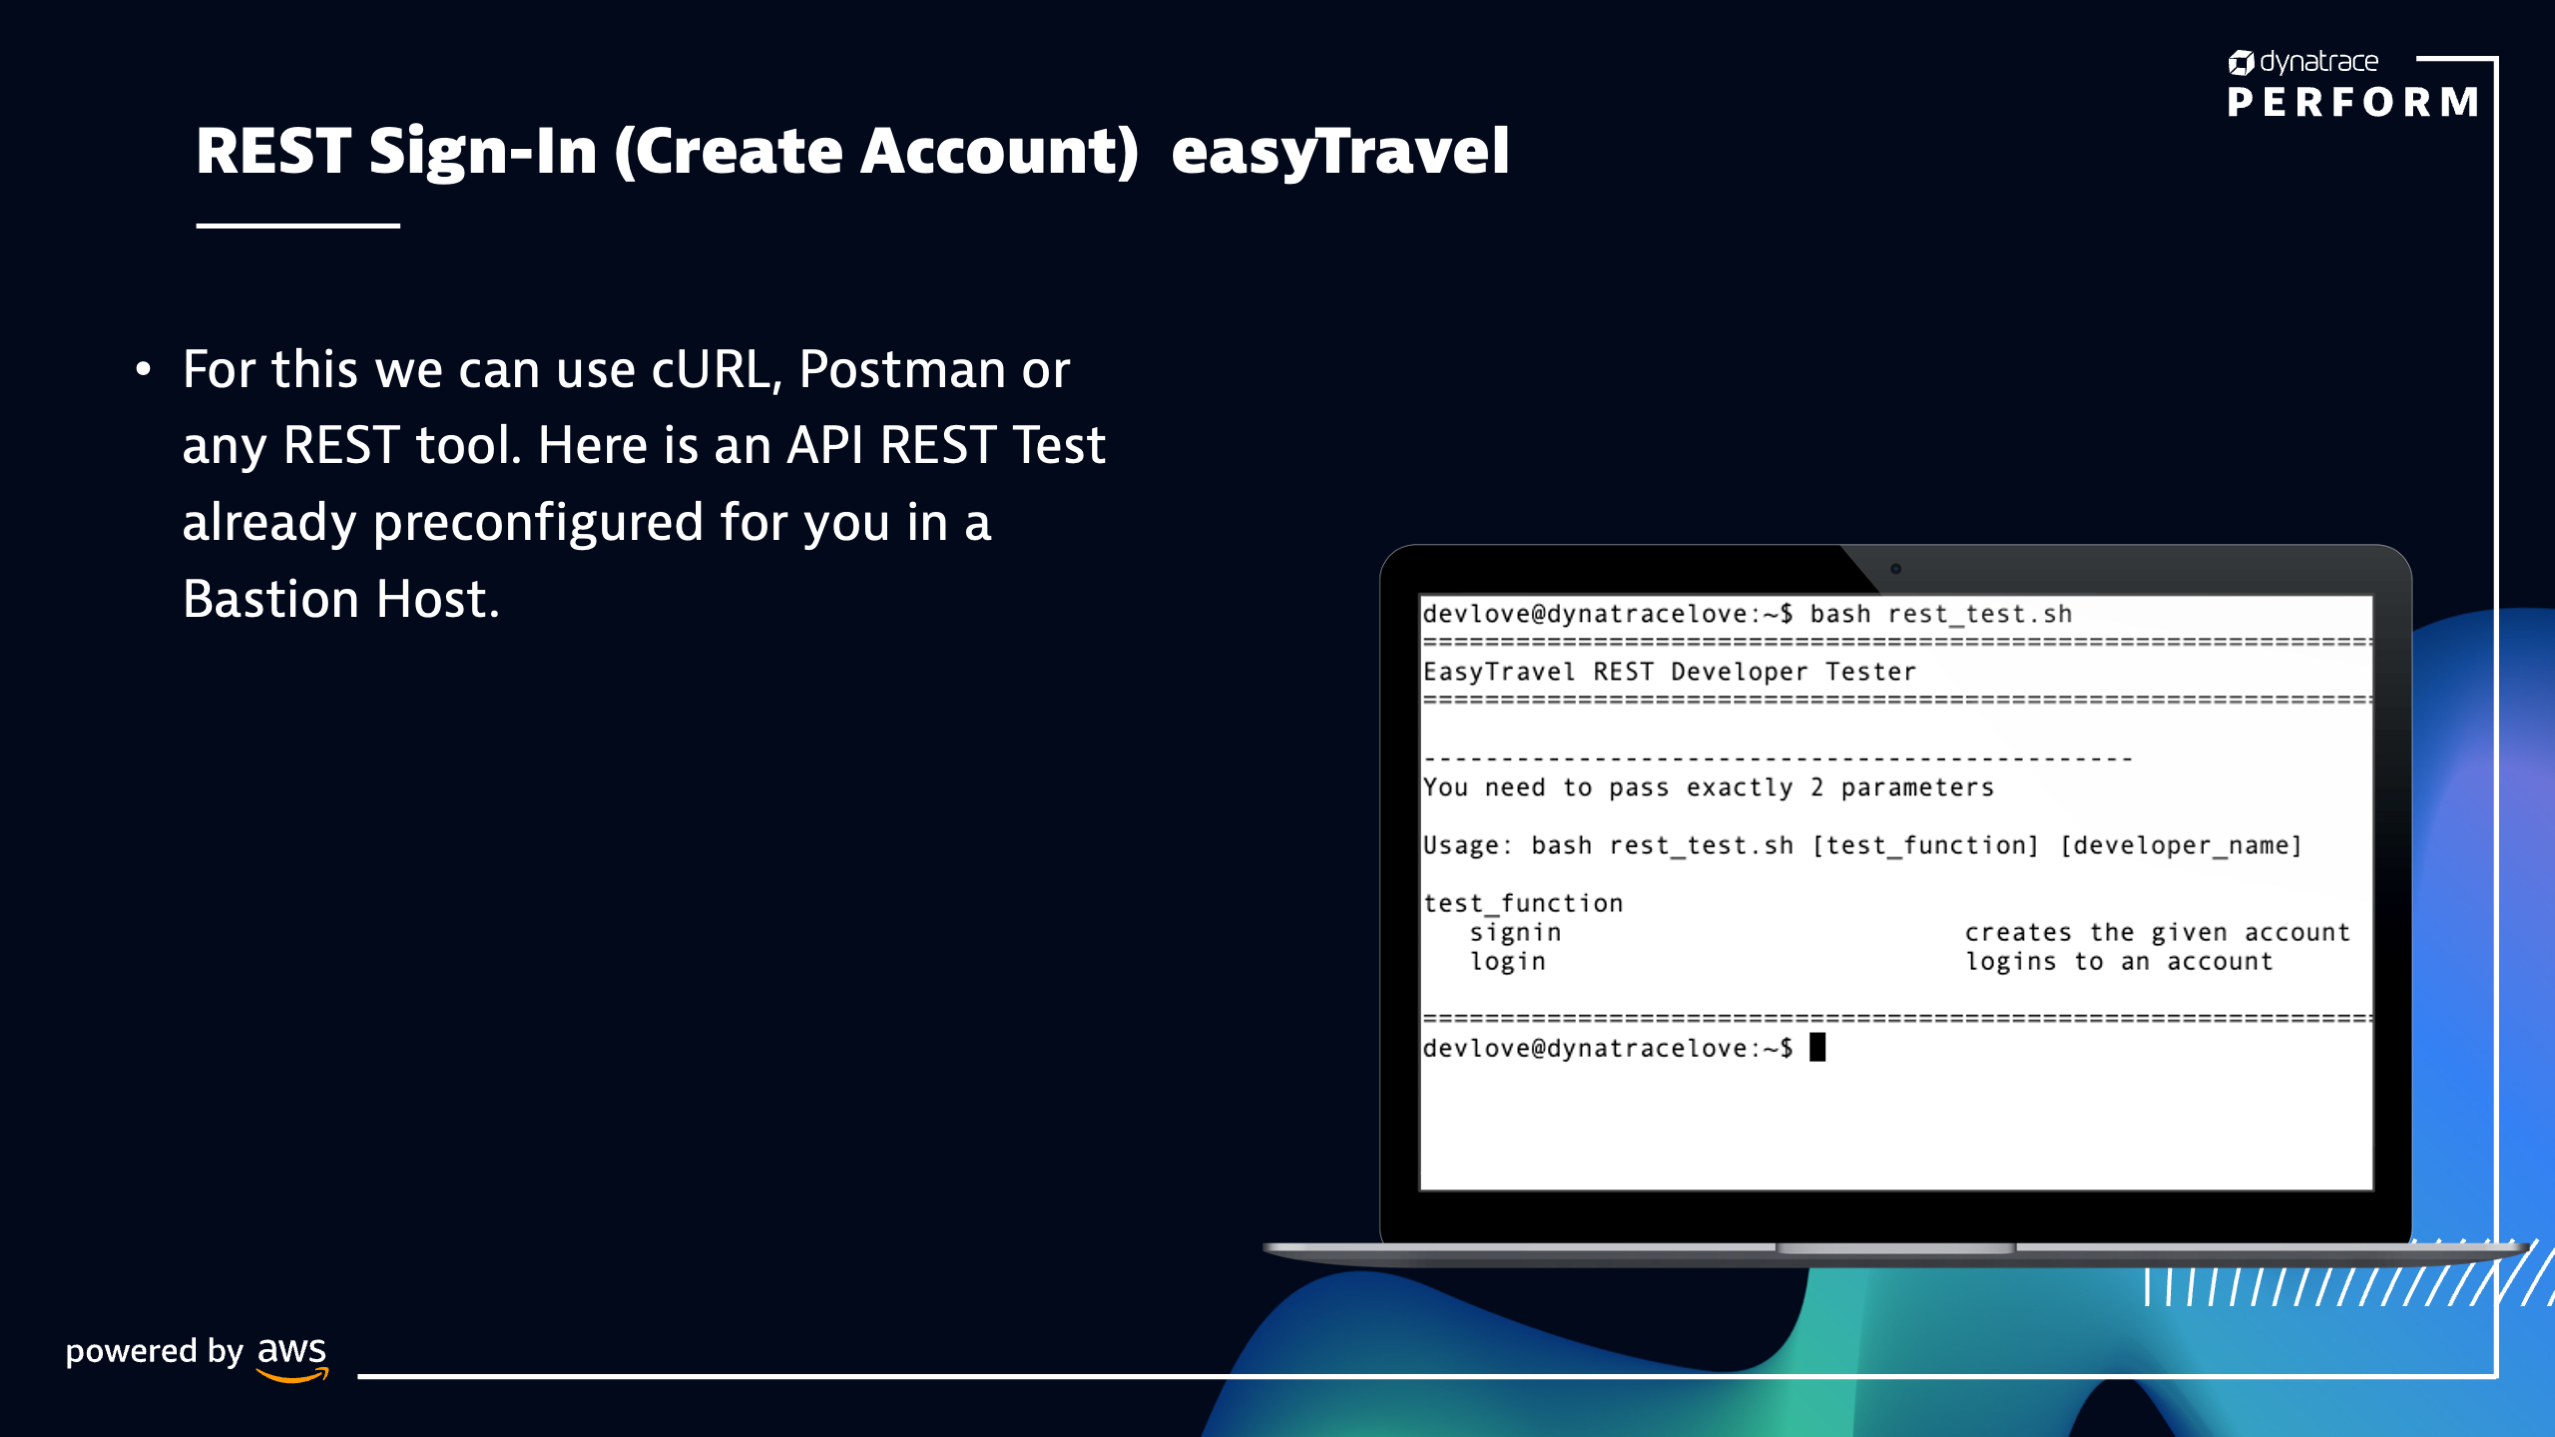 dynatrace
PERFORM
REST Sign-In (Create Account)  easyTravel
• For this we can use cURL, Postman or
any REST tool. Here is an API REST Test
already preconfigured for you in a
Bastion Host.
devlove@dynatracelove:~$ bash rest_test.sh
==============================================================
EasyTravel REST Developer Tester
==============================================================
----------------------------------------------
You need to pass exactly 2 parameters
Usage: bash rest_test.sh [test_function] [developer_name]
test_function
signin                          creates the given account
login                           logins to an account
==============================================================
devlove@dynatracelove:~$
powered by aws